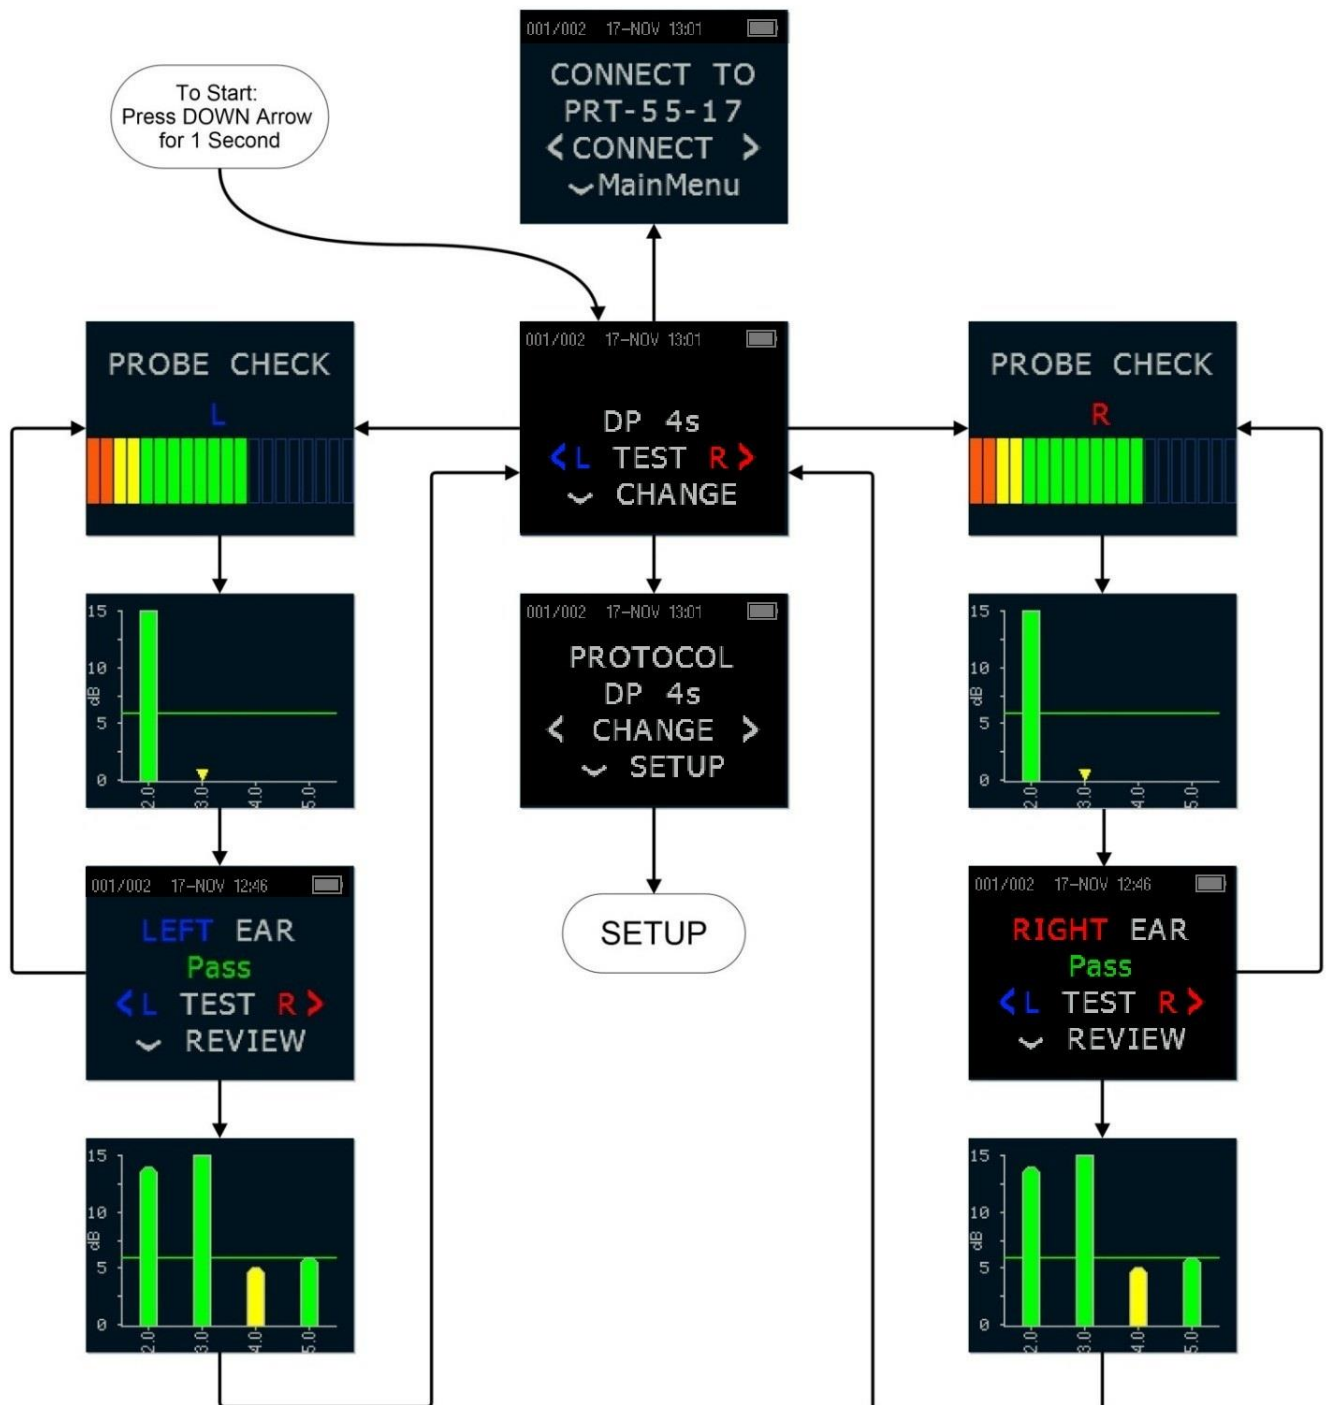 001/002 17-NOV 13:01
CONNECT TO
PRT-55-17
< CONNECT >
MainMenu
To Start:
Press DOWN Arrow
for 1 Second
PROBE CHECK
L
001/002 17-NOV 13:01
DP 4s
< L TEST R >
CHANGE
PROBE CHECK
R
15
10
dB
5
0
2.0
3.0
4.0
5.0
001/002 17-NOV 13:01
PROTOCOL
DP 4s
< CHANGE >
SETUP
15
10
dB
5
0
2.0
3.0
4.0
5.0
001/002 17-NOV 12:46
LEFT EAR
Pass
< L TEST R >
REVIEW
SETUP
001/002 17-NOV 12:46
RIGHT EAR
Pass
< L TEST R >
REVIEW
15
10
dB
5
0
2.0
3.0
4.0
5.0
15
10
dB
5
0
2.0
3.0
4.0
5.0